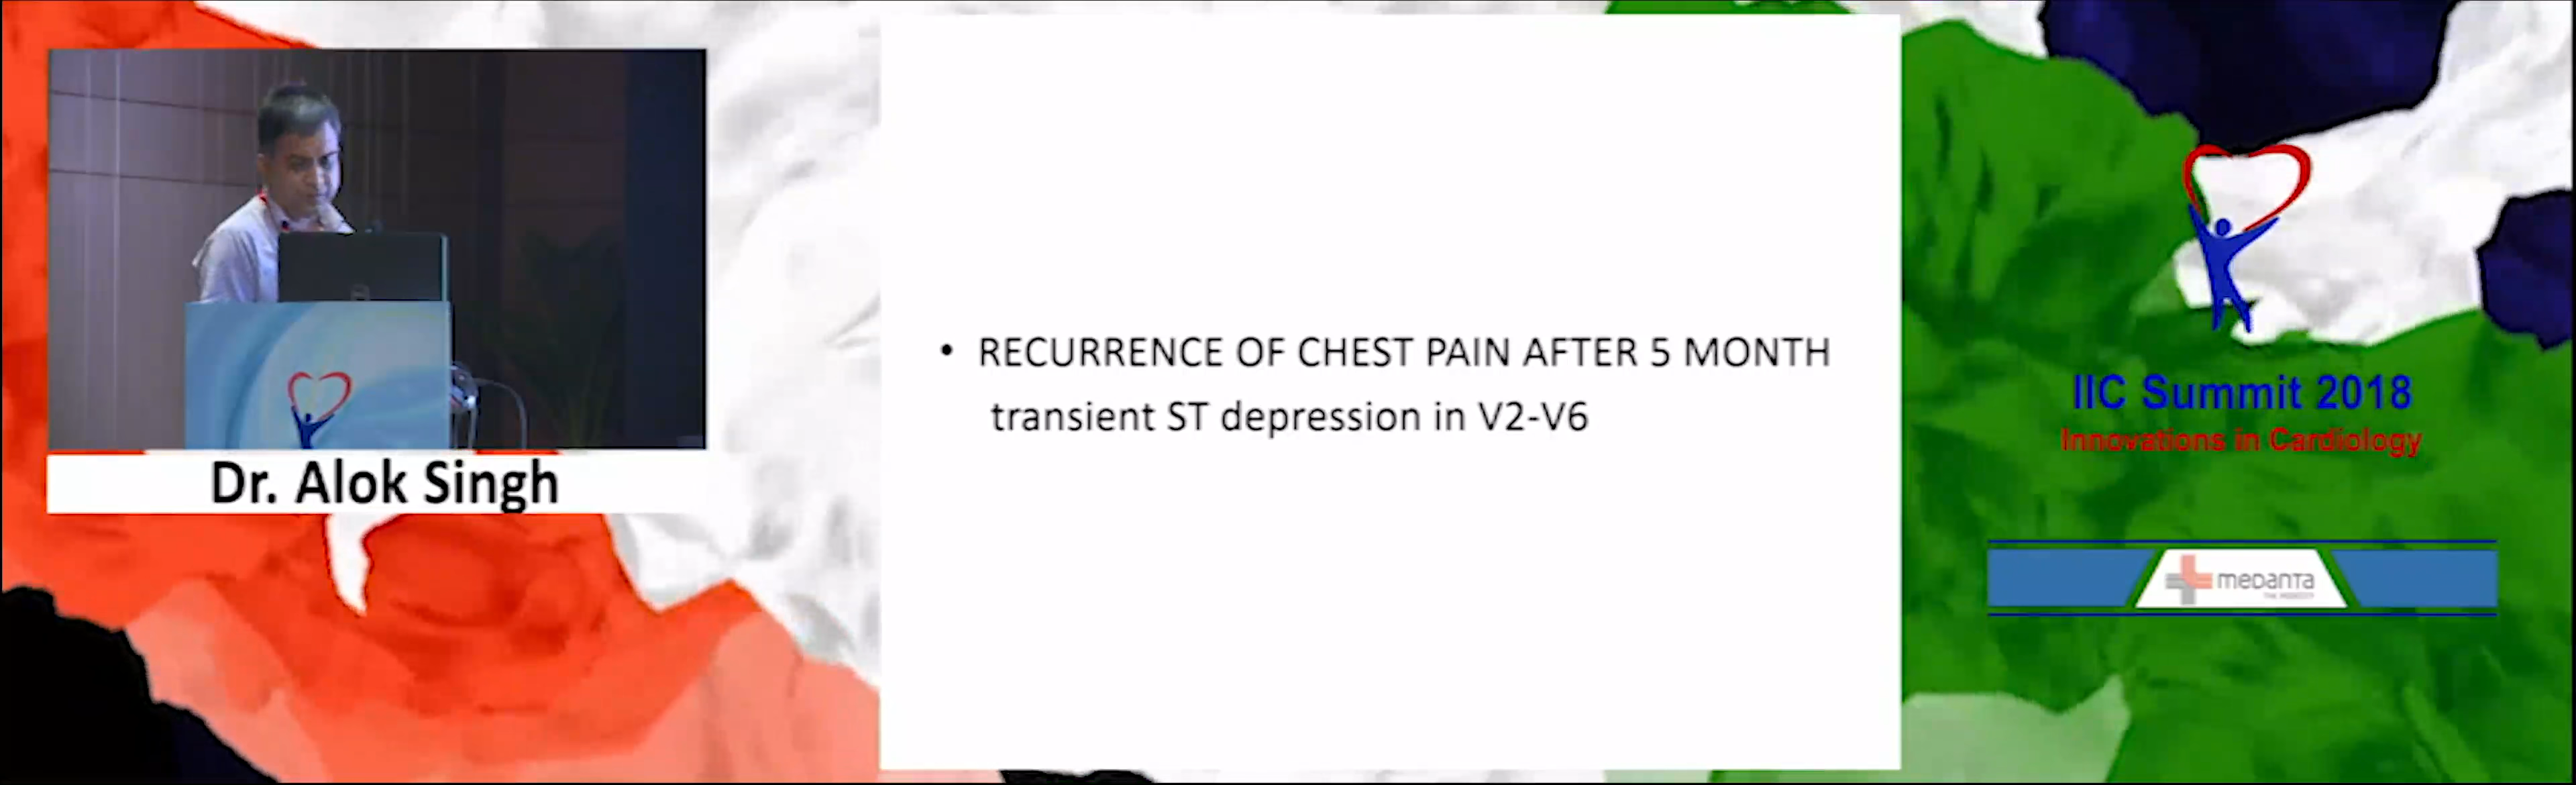 Dr. Alok Singh
• RECURRENCE OF CHEST PAIN AFTER 5 MONTH
transient ST depression in V2-V6
IIC Summit 2018
Innovations in Cardiology
medanta